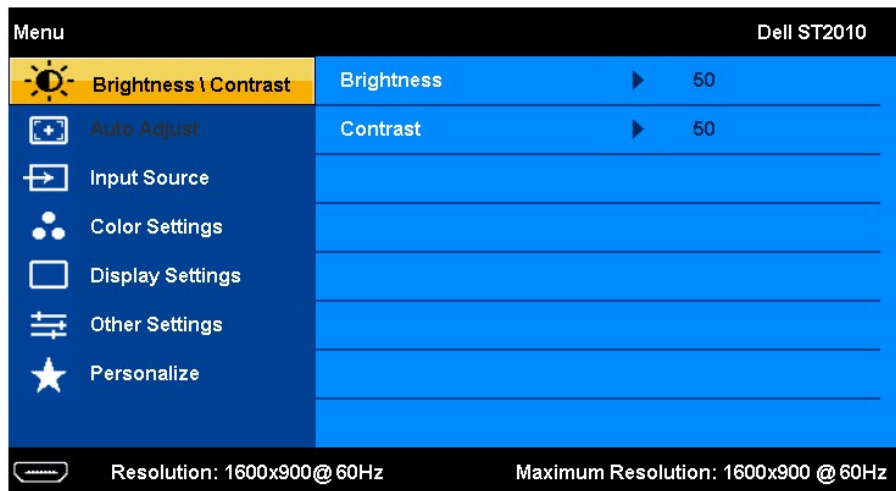 Menu Dell ST2010
Brightness \ Contrast Brightness 50
Auto Adjust Contrast 50
Input Source
Color Settings
Display Settings
Other Settings
Personalize
Resolution: 1600x900@60Hz Maximum Resolution: 1600x900 @60Hz